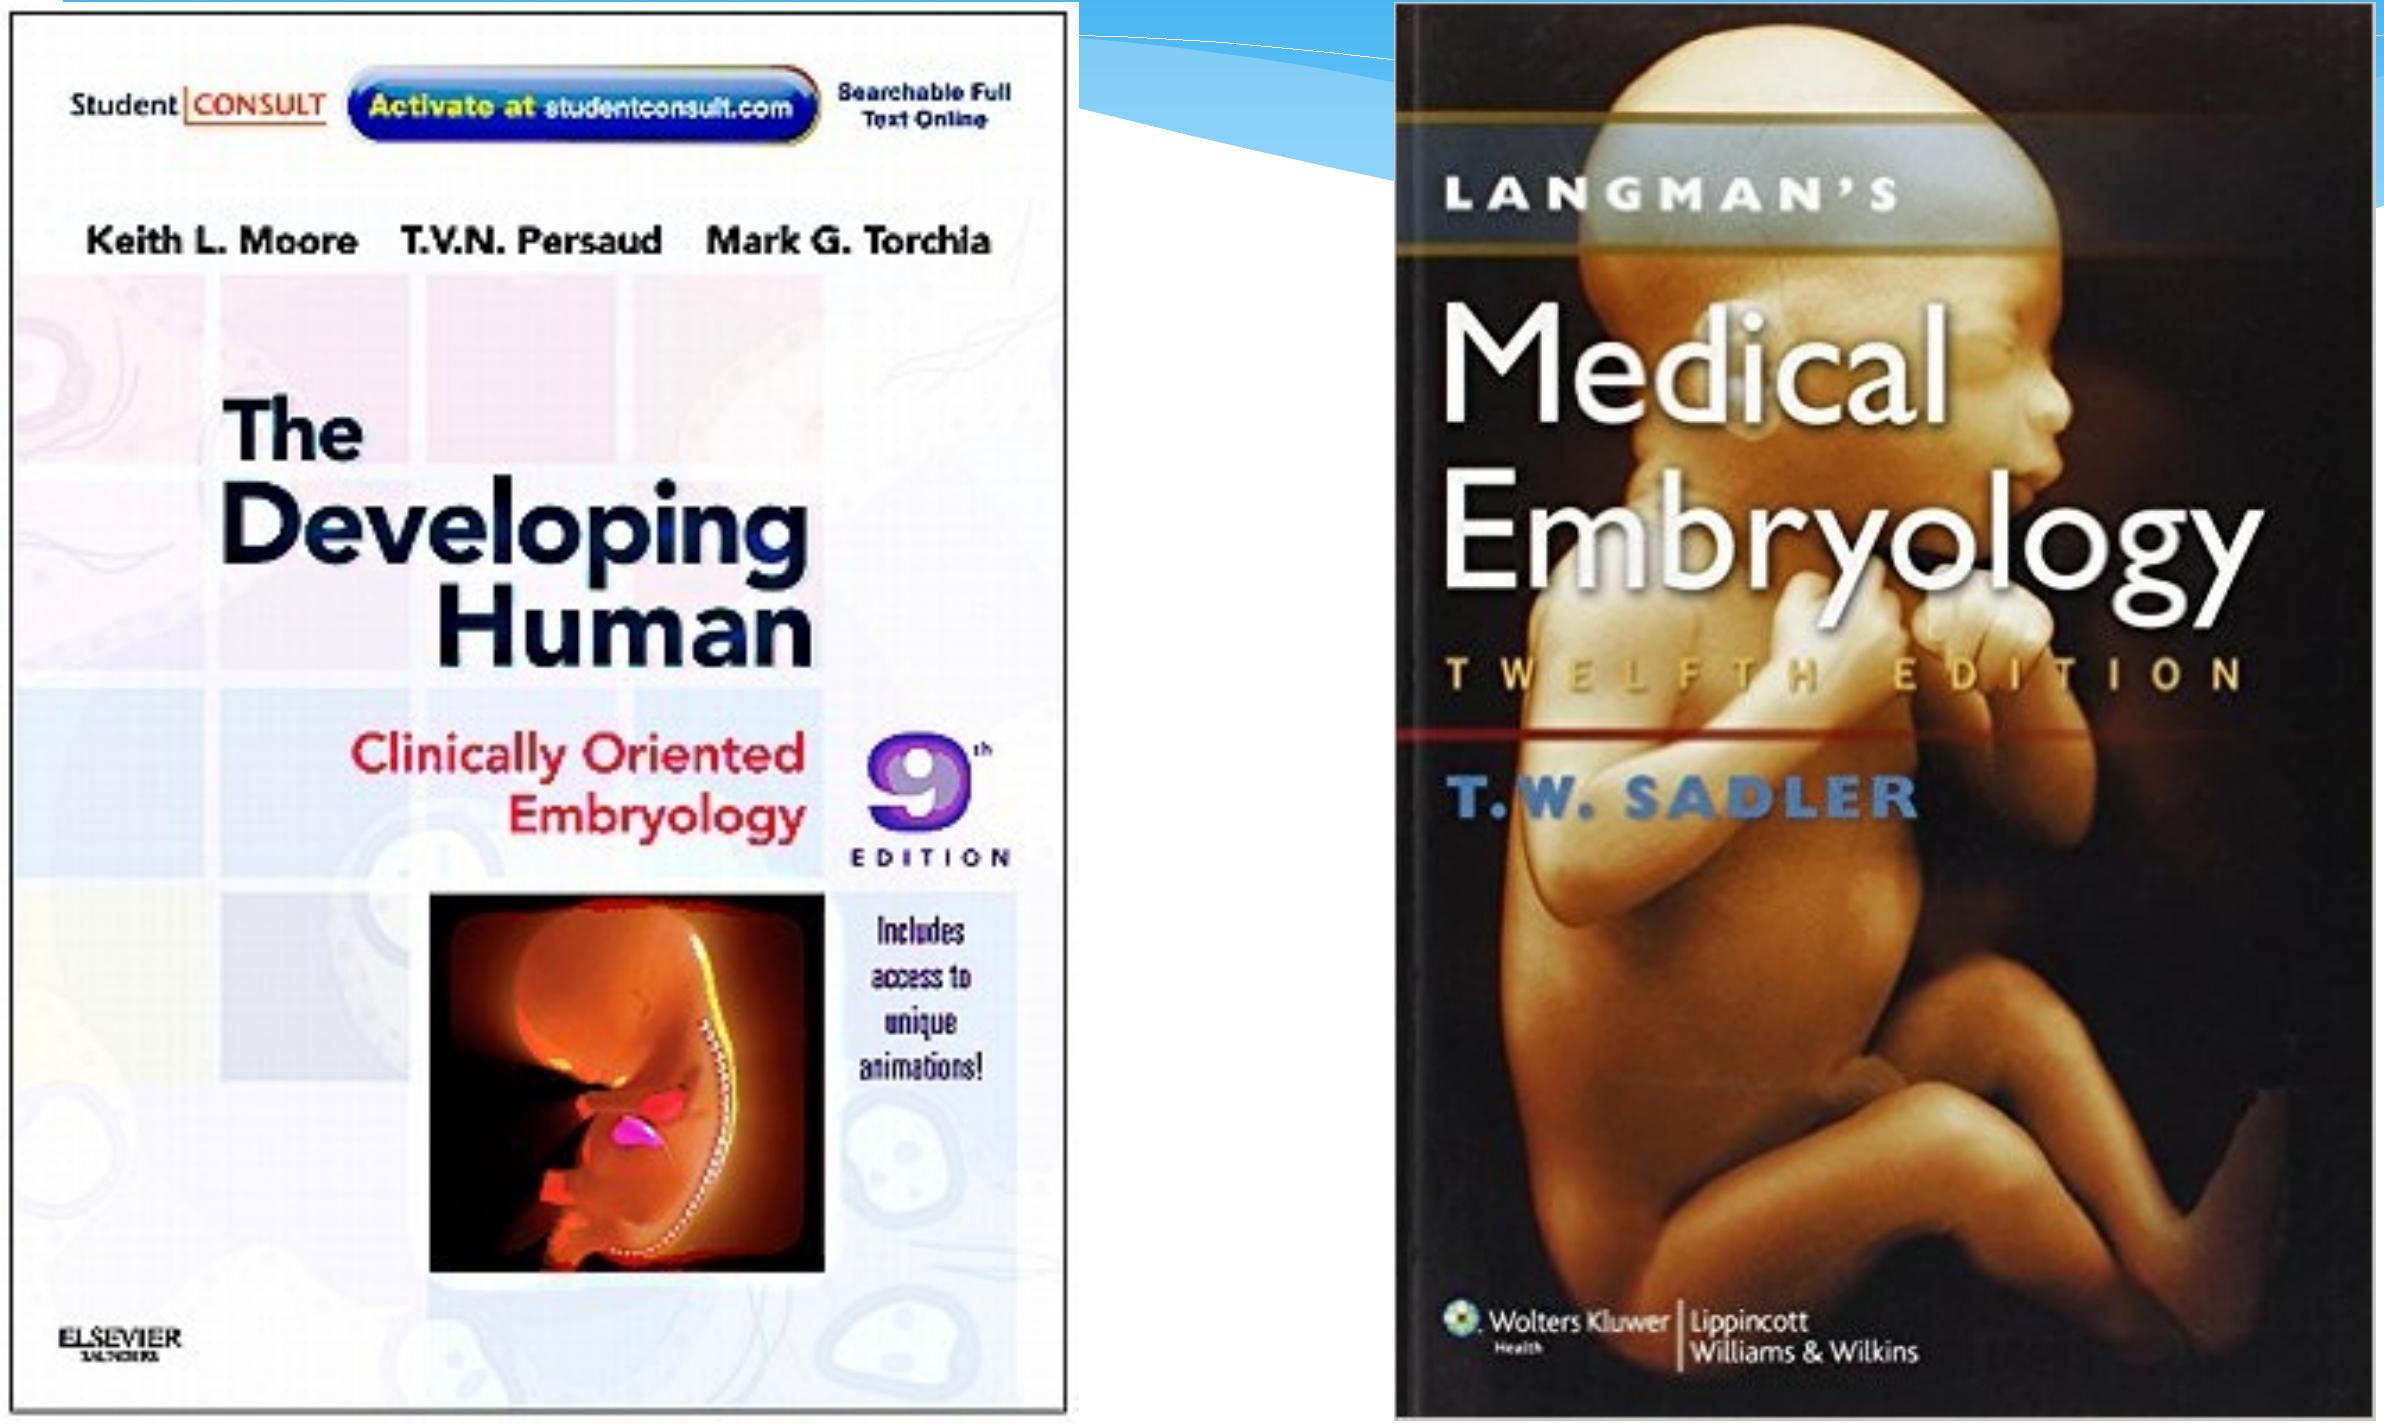 Student CONSULT
Activate at studentconsult.com
Searchable Full
Text Online
Keith L. Moore T.V.N. Persaud Mark G. Torchia
The
Developing
Human
Clinically Oriented
Embryology
9th
EDITION
Includes
access to
unique
animations!
ELSEVIER
SAUNDERS
LANGMAN'S
Medical
Embryology
TWELFTH EDITION
T.W. SADLER
Wolters Kluwer
Health
Lippincott
Williams & Wilkins